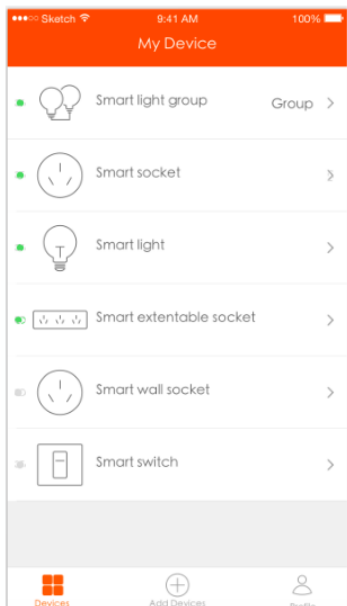 Sketch 9:41 AM 100%
My Device
Smart light group Group
Smart socket
Smart light
Smart extentable socket
Smart wall socket
Smart switch
Devices Add Devices Profile